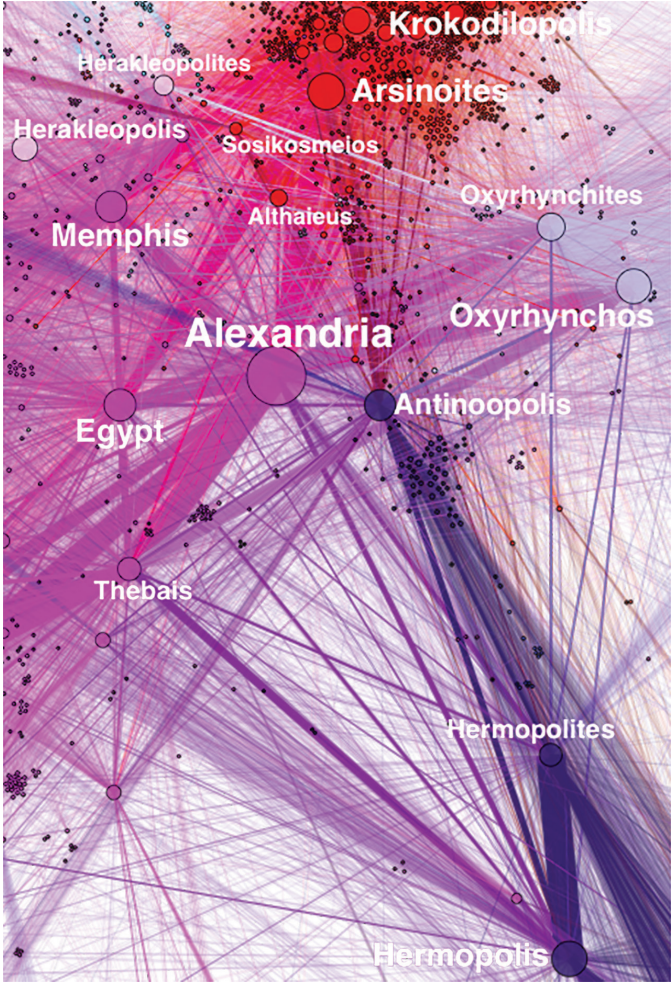 Krokodilopolis
Herakleopolites
Arsinoites
Herakleopolis
Sosikosmeios
Oxyrhynchites
Althaieus
Memphis
Oxyrhynchos
Alexandria
Antinoopolis
Egypt
Thebais
Hermopolites
Hermopolis